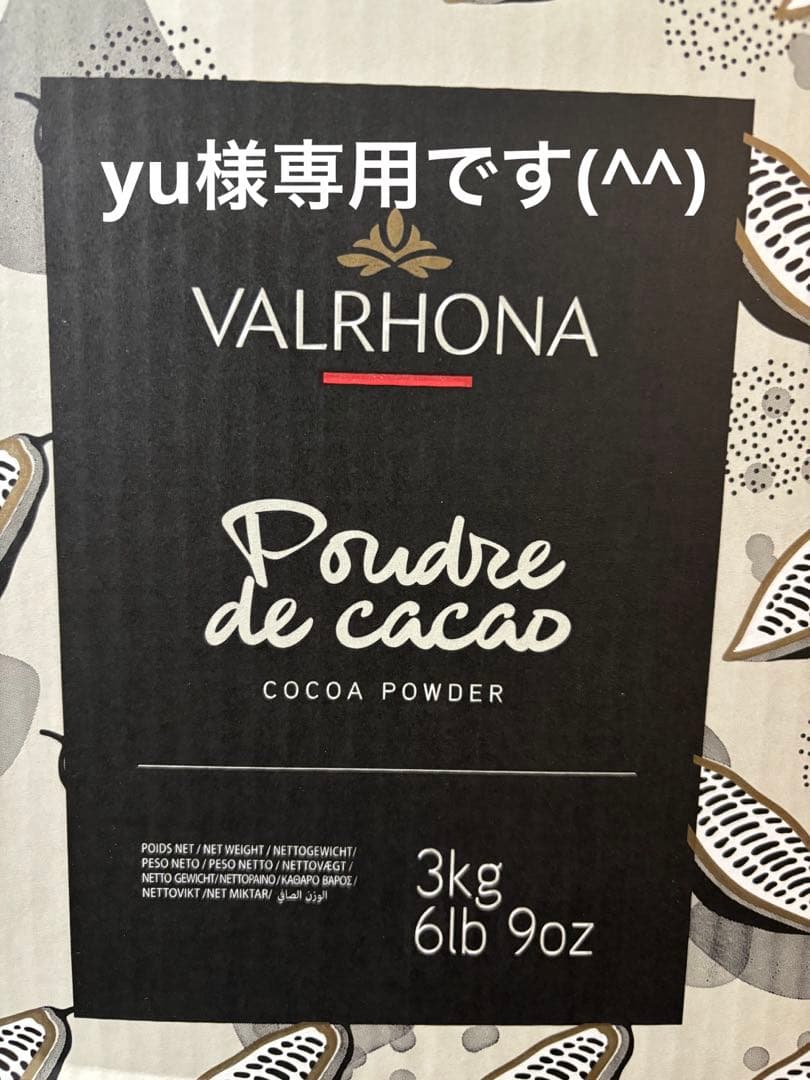 yu様専用です(^^)
VALRHONA
Poudre
de cacao
COCOA POWDER
POIDS NET / NET WEIGHT / NETTOGEWICHT/
PESO NETO / PESO NETTO / NETTOVÆGT /
NETTO GEWICHT/NETTOPAINO/ΚΑΘΑΡΟ ΒΑΡΟΣ/
NETTOVIKT /NET MIKTAR/ الوزن الصافي
3kg
6lb 9oz